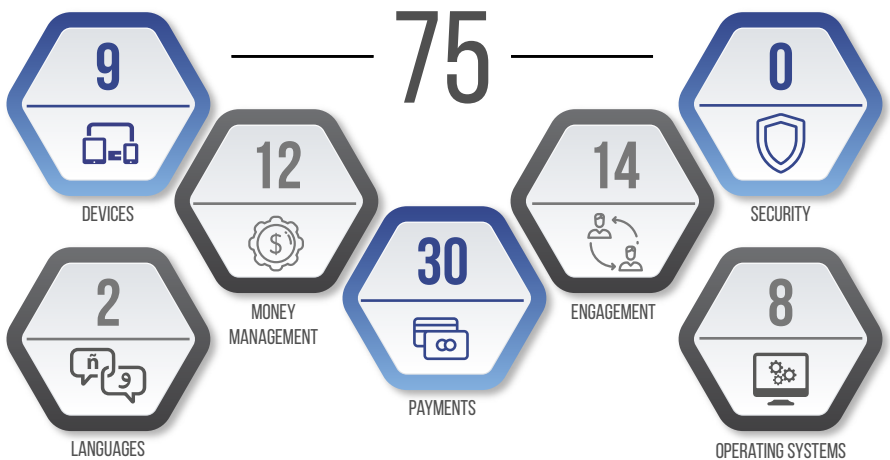 75
9
DEVICES
12
MONEY
MANAGEMENT
30
PAYMENTS
14
ENGAGEMENT
0
SECURITY
2
ñ
و
LANGUAGES
8
OPERATING SYSTEMS